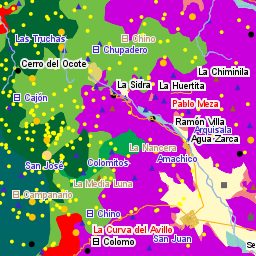 Las Truchas
El Chino
El Chupadero
Cerro del Ocote
La Chiminila
La Sidra
La Huertita
El Cajón
Pablo Meza
Ramón Villa
Arquisala
Agua Zarca
La Nancera
San José
Colomitos
Amachico
La Media Luna
El Campanario
El Chino
La Curva del Avillo
El Colomo
San Juan
Se